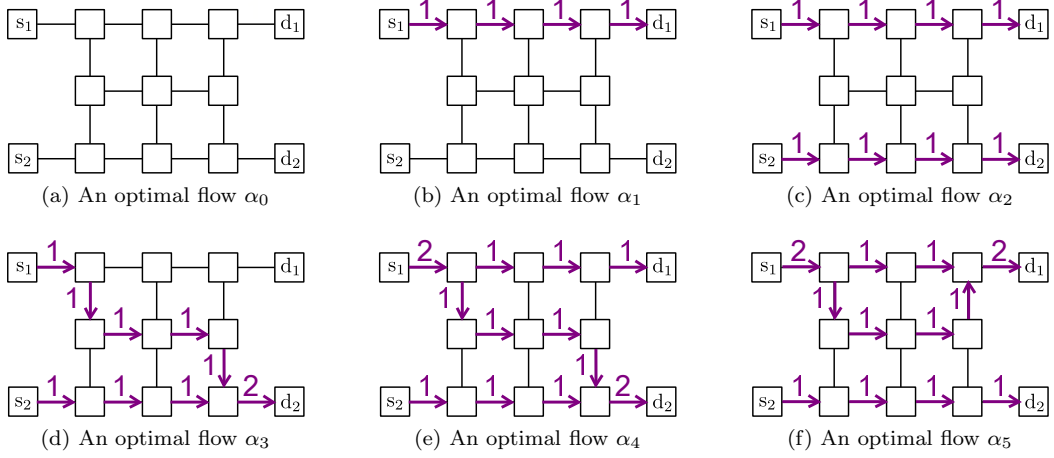 s₁ d₁
s₂ d₂
(a) An optimal flow α₀
s₁ 1 1 1 1 d₁
s₂ d₂
(b) An optimal flow α₁
s₁ 1 1 1 1 d₁
s₂ 1 1 1 1 d₂
(c) An optimal flow α₂
s₁ 1 d₁
1 1 1
1
s₂ 1 1 1 2 d₂
(d) An optimal flow α₃
s₁ 2 1 1 1 d₁
1 1 1
1
s₂ 1 1 1 2 d₂
(e) An optimal flow α₄
s₁ 2 1 1 2 d₁
1 1 1 1
s₂ 1 1 1 1 d₂
(f) An optimal flow α₅